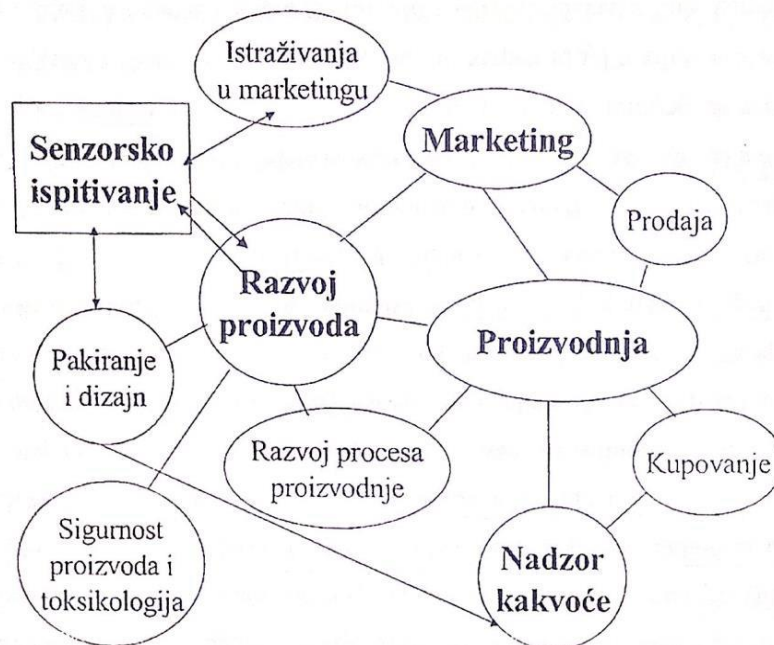 Istraživanja
u marketingu
Marketing
Senzorsko
ispitivanje
Prodaja
Razvoj
proizvoda
Proizvodnja
Pakiranje
i dizajn
Razvoj procesa
proizvodnje
Kupovanje
Sigurnost
proizvoda i
toksikologija
Nadzor
kakvoće